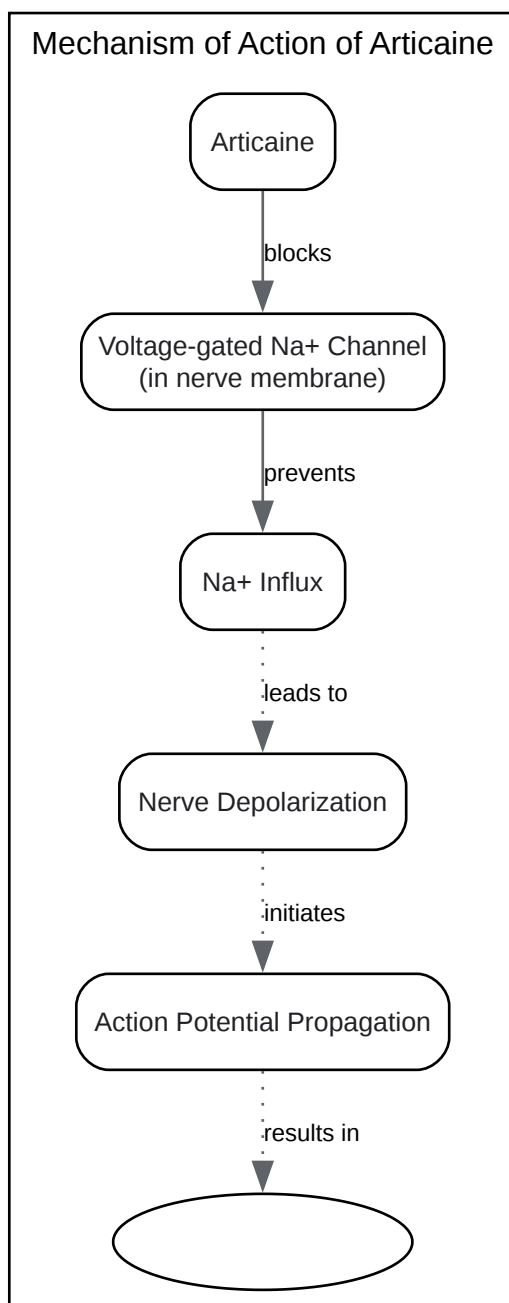 Mechanism of Action of Articaine
Articaine
blocks
Voltage-gated Na+ Channel
(in nerve membrane)
prevents
Na+ Influx
leads to
Nerve Depolarization
initiates
Action Potential Propagation
results in